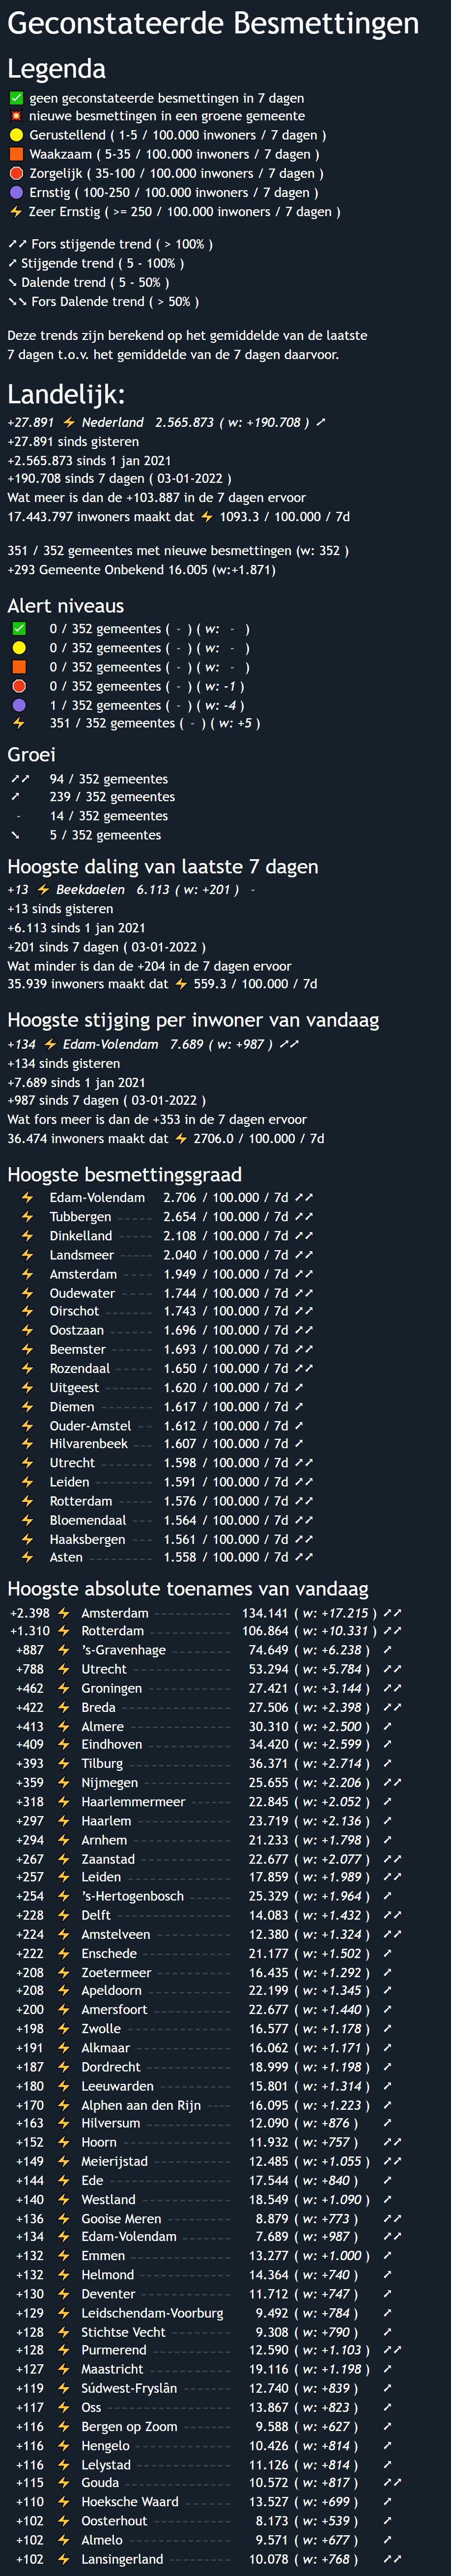 Geconstateerde Besmettingen
Legenda
✅ geen geconstateerde besmettingen in 7 dagen
💥 nieuwe besmettingen in een groene gemeente
🟡 Gerustellend ( 1-5 / 100.000 inwoners / 7 dagen )
🟧 Waakzaam ( 5-35 / 100.000 inwoners / 7 dagen )
🛑 Zorgelijk ( 35-100 / 100.000 inwoners / 7 dagen )
🟣 Ernstig ( 100-250 / 100.000 inwoners / 7 dagen )
⚡ Zeer Ernstig ( >= 250 / 100.000 inwoners / 7 dagen )
➚➚ Fors stijgende trend ( > 100% )
➚ Stijgende trend ( 5 - 100% )
➘ Dalende trend ( 5 - 50% )
➘➘ Fors Dalende trend ( > 50% )
Deze trends zijn berekend op het gemiddelde van de laatste
7 dagen t.o.v. het gemiddelde van de 7 dagen daarvoor.
Landelijk:
+27.891 ⚡ Nederland 2.565.873 ( w: +190.708 ) ➚
+27.891 sinds gisteren
+2.565.873 sinds 1 jan 2021
+190.708 sinds 7 dagen ( 03-01-2022 )
Wat meer is dan de +103.887 in de 7 dagen ervoor
17.443.797 inwoners maakt dat ⚡ 1093.3 / 100.000 / 7d
351 / 352 gemeentes met nieuwe besmettingen (w: 352 )
+293 Gemeente Onbekend 16.005 (w:+1.871)
Alert niveaus
✅ 0 / 352 gemeentes ( - ) ( w: - )
🟡 0 / 352 gemeentes ( - ) ( w: - )
🟧 0 / 352 gemeentes ( - ) ( w: - )
🛑 0 / 352 gemeentes ( - ) ( w: -1 )
🟣 1 / 352 gemeentes ( - ) ( w: -4 )
⚡ 351 / 352 gemeentes ( - ) ( w: +5 )
Groei
➚➚ 94 / 352 gemeentes
➚ 239 / 352 gemeentes
- 14 / 352 gemeentes
➘ 5 / 352 gemeentes
Hoogste daling van laatste 7 dagen
+13 ⚡ Beekdaelen 6.113 ( w: +201 ) -
+13 sinds gisteren
+6.113 sinds 1 jan 2021
+201 sinds 7 dagen ( 03-01-2022 )
Wat minder is dan de +204 in de 7 dagen ervoor
35.939 inwoners maakt dat ⚡ 559.3 / 100.000 / 7d
Hoogste stijging per inwoner van vandaag
+134 ⚡ Edam-Volendam 7.689 ( w: +987 ) ➚➚
+134 sinds gisteren
+7.689 sinds 1 jan 2021
+987 sinds 7 dagen ( 03-01-2022 )
Wat fors meer is dan de +353 in de 7 dagen ervoor
36.474 inwoners maakt dat ⚡ 2706.0 / 100.000 / 7d
Hoogste besmettingsgraad
⚡ Edam-Volendam 2.706 / 100.000 / 7d ➚➚
⚡ Tubbergen ----- 2.654 / 100.000 / 7d ➚➚
⚡ Dinkelland ----- 2.108 / 100.000 / 7d ➚➚
⚡ Landsmeer ---- 2.040 / 100.000 / 7d ➚➚
⚡ Amsterdam ---- 1.949 / 100.000 / 7d ➚➚
⚡ Oudewater ---- 1.744 / 100.000 / 7d ➚➚
⚡ Oirschot ------ 1.743 / 100.000 / 7d ➚➚
⚡ Oostzaan ----- 1.696 / 100.000 / 7d ➚➚
⚡ Beemster ----- 1.693 / 100.000 / 7d ➚➚
⚡ Rozendaal ----- 1.650 / 100.000 / 7d ➚➚
⚡ Uitgeest ------ 1.620 / 100.000 / 7d ➚
⚡ Diemen ------ 1.617 / 100.000 / 7d ➚
⚡ Ouder-Amstel -- 1.612 / 100.000 / 7d ➚
⚡ Hilvarenbeek --- 1.607 / 100.000 / 7d ➚
⚡ Utrecht ------- 1.598 / 100.000 / 7d ➚➚
⚡ Leiden -------- 1.591 / 100.000 / 7d ➚➚
⚡ Rotterdam ---- 1.576 / 100.000 / 7d ➚➚
⚡ Bloemendaal --- 1.564 / 100.000 / 7d ➚➚
⚡ Haaksbergen --- 1.561 / 100.000 / 7d ➚➚
⚡ Asten --------- 1.558 / 100.000 / 7d ➚➚
Hoogste absolute toenames van vandaag
+2.398 ⚡ Amsterdam ----------- 134.141 ( w: +17.215 ) ➚➚
+1.310 ⚡ Rotterdam ----------- 106.864 ( w: +10.331 ) ➚➚
+887 ⚡ 's-Gravenhage --------- 74.649 ( w: +6.238 ) ➚
+788 ⚡ Utrecht -------------- 53.294 ( w: +5.784 ) ➚➚
+462 ⚡ Groningen ------------ 27.421 ( w: +3.144 ) ➚➚
+422 ⚡ Breda --------------- 27.506 ( w: +2.398 ) ➚➚
+413 ⚡ Almere -------------- 30.310 ( w: +2.500 ) ➚
+409 ⚡ Eindhoven ------------ 34.420 ( w: +2.599 ) ➚
+393 ⚡ Tilburg -------------- 36.371 ( w: +2.714 ) ➚
+359 ⚡ Nijmegen ------------ 25.655 ( w: +2.206 ) ➚➚
+318 ⚡ Haarlemmermeer ------ 22.845 ( w: +2.052 ) ➚
+297 ⚡ Haarlem ------------- 23.719 ( w: +2.136 ) ➚
+294 ⚡ Arnhem ------------- 21.233 ( w: +1.798 ) ➚
+267 ⚡ Zaanstad ------------ 22.677 ( w: +2.077 ) ➚➚
+257 ⚡ Leiden -------------- 17.859 ( w: +1.989 ) ➚➚
+254 ⚡ 's-Hertogenbosch ------ 25.329 ( w: +1.964 ) ➚
+228 ⚡ Delft --------------- 14.083 ( w: +1.432 ) ➚➚
+224 ⚡ Amstelveen ---------- 12.380 ( w: +1.324 ) ➚➚
+222 ⚡ Enschede ------------ 21.177 ( w: +1.502 ) ➚
+208 ⚡ Zoetermeer ---------- 16.435 ( w: +1.292 ) ➚
+208 ⚡ Apeldoorn ----------- 22.199 ( w: +1.345 ) ➚
+200 ⚡ Amersfoort ----------- 22.677 ( w: +1.440 ) ➚
+198 ⚡ Zwolle -------------- 16.577 ( w: +1.178 ) ➚
+191 ⚡ Alkmaar ------------- 16.062 ( w: +1.171 ) ➚
+187 ⚡ Dordrecht ----------- 18.999 ( w: +1.198 ) ➚
+180 ⚡ Leeuwarden ---------- 15.801 ( w: +1.314 ) ➚
+170 ⚡ Alphen aan den Rijn ---- 16.095 ( w: +1.223 ) ➚
+163 ⚡ Hilversum ------------ 12.090 ( w: +876 ) ➚
+152 ⚡ Hoorn -------------- 11.932 ( w: +757 ) ➚➚
+149 ⚡ Meierijstad ---------- 12.485 ( w: +1.055 ) ➚➚
+144 ⚡ Ede ---------------- 17.544 ( w: +840 ) ➚
+140 ⚡ Westland ------------ 18.549 ( w: +1.090 ) ➚
+136 ⚡ Gooise Meren --------- 8.879 ( w: +773 ) ➚➚
+134 ⚡ Edam-Volendam ------- 7.689 ( w: +987 ) ➚➚
+132 ⚡ Emmen -------------- 13.277 ( w: +1.000 ) ➚
+132 ⚡ Helmond ------------ 14.364 ( w: +740 ) ➚
+130 ⚡ Deventer ------------ 11.712 ( w: +747 ) ➚
+129 ⚡ Leidschendam-Voorburg 9.492 ( w: +784 ) ➚
+128 ⚡ Stichtse Vecht -------- 9.308 ( w: +790 ) ➚
+128 ⚡ Purmerend ----------- 12.590 ( w: +1.103 ) ➚➚
+127 ⚡ Maastricht ----------- 19.116 ( w: +1.198 ) ➚
+119 ⚡ Súdwest-Fryslân ------- 12.740 ( w: +839 ) ➚
+117 ⚡ Oss ---------------- 13.867 ( w: +823 ) ➚
+116 ⚡ Bergen op Zoom ------- 9.588 ( w: +627 ) ➚
+116 ⚡ Hengelo ------------- 10.426 ( w: +814 ) ➚
+116 ⚡ Lelystad ------------- 11.126 ( w: +814 ) ➚
+115 ⚡ Gouda -------------- 10.572 ( w: +817 ) ➚➚
+110 ⚡ Hoeksche Waard ------- 13.527 ( w: +699 ) ➚
+102 ⚡ Oosterhout ----------- 8.173 ( w: +539 ) ➚
+102 ⚡ Almelo -------------- 9.571 ( w: +677 ) ➚
+102 ⚡ Lansingerland --------- 10.078 ( w: +768 ) ➚➚